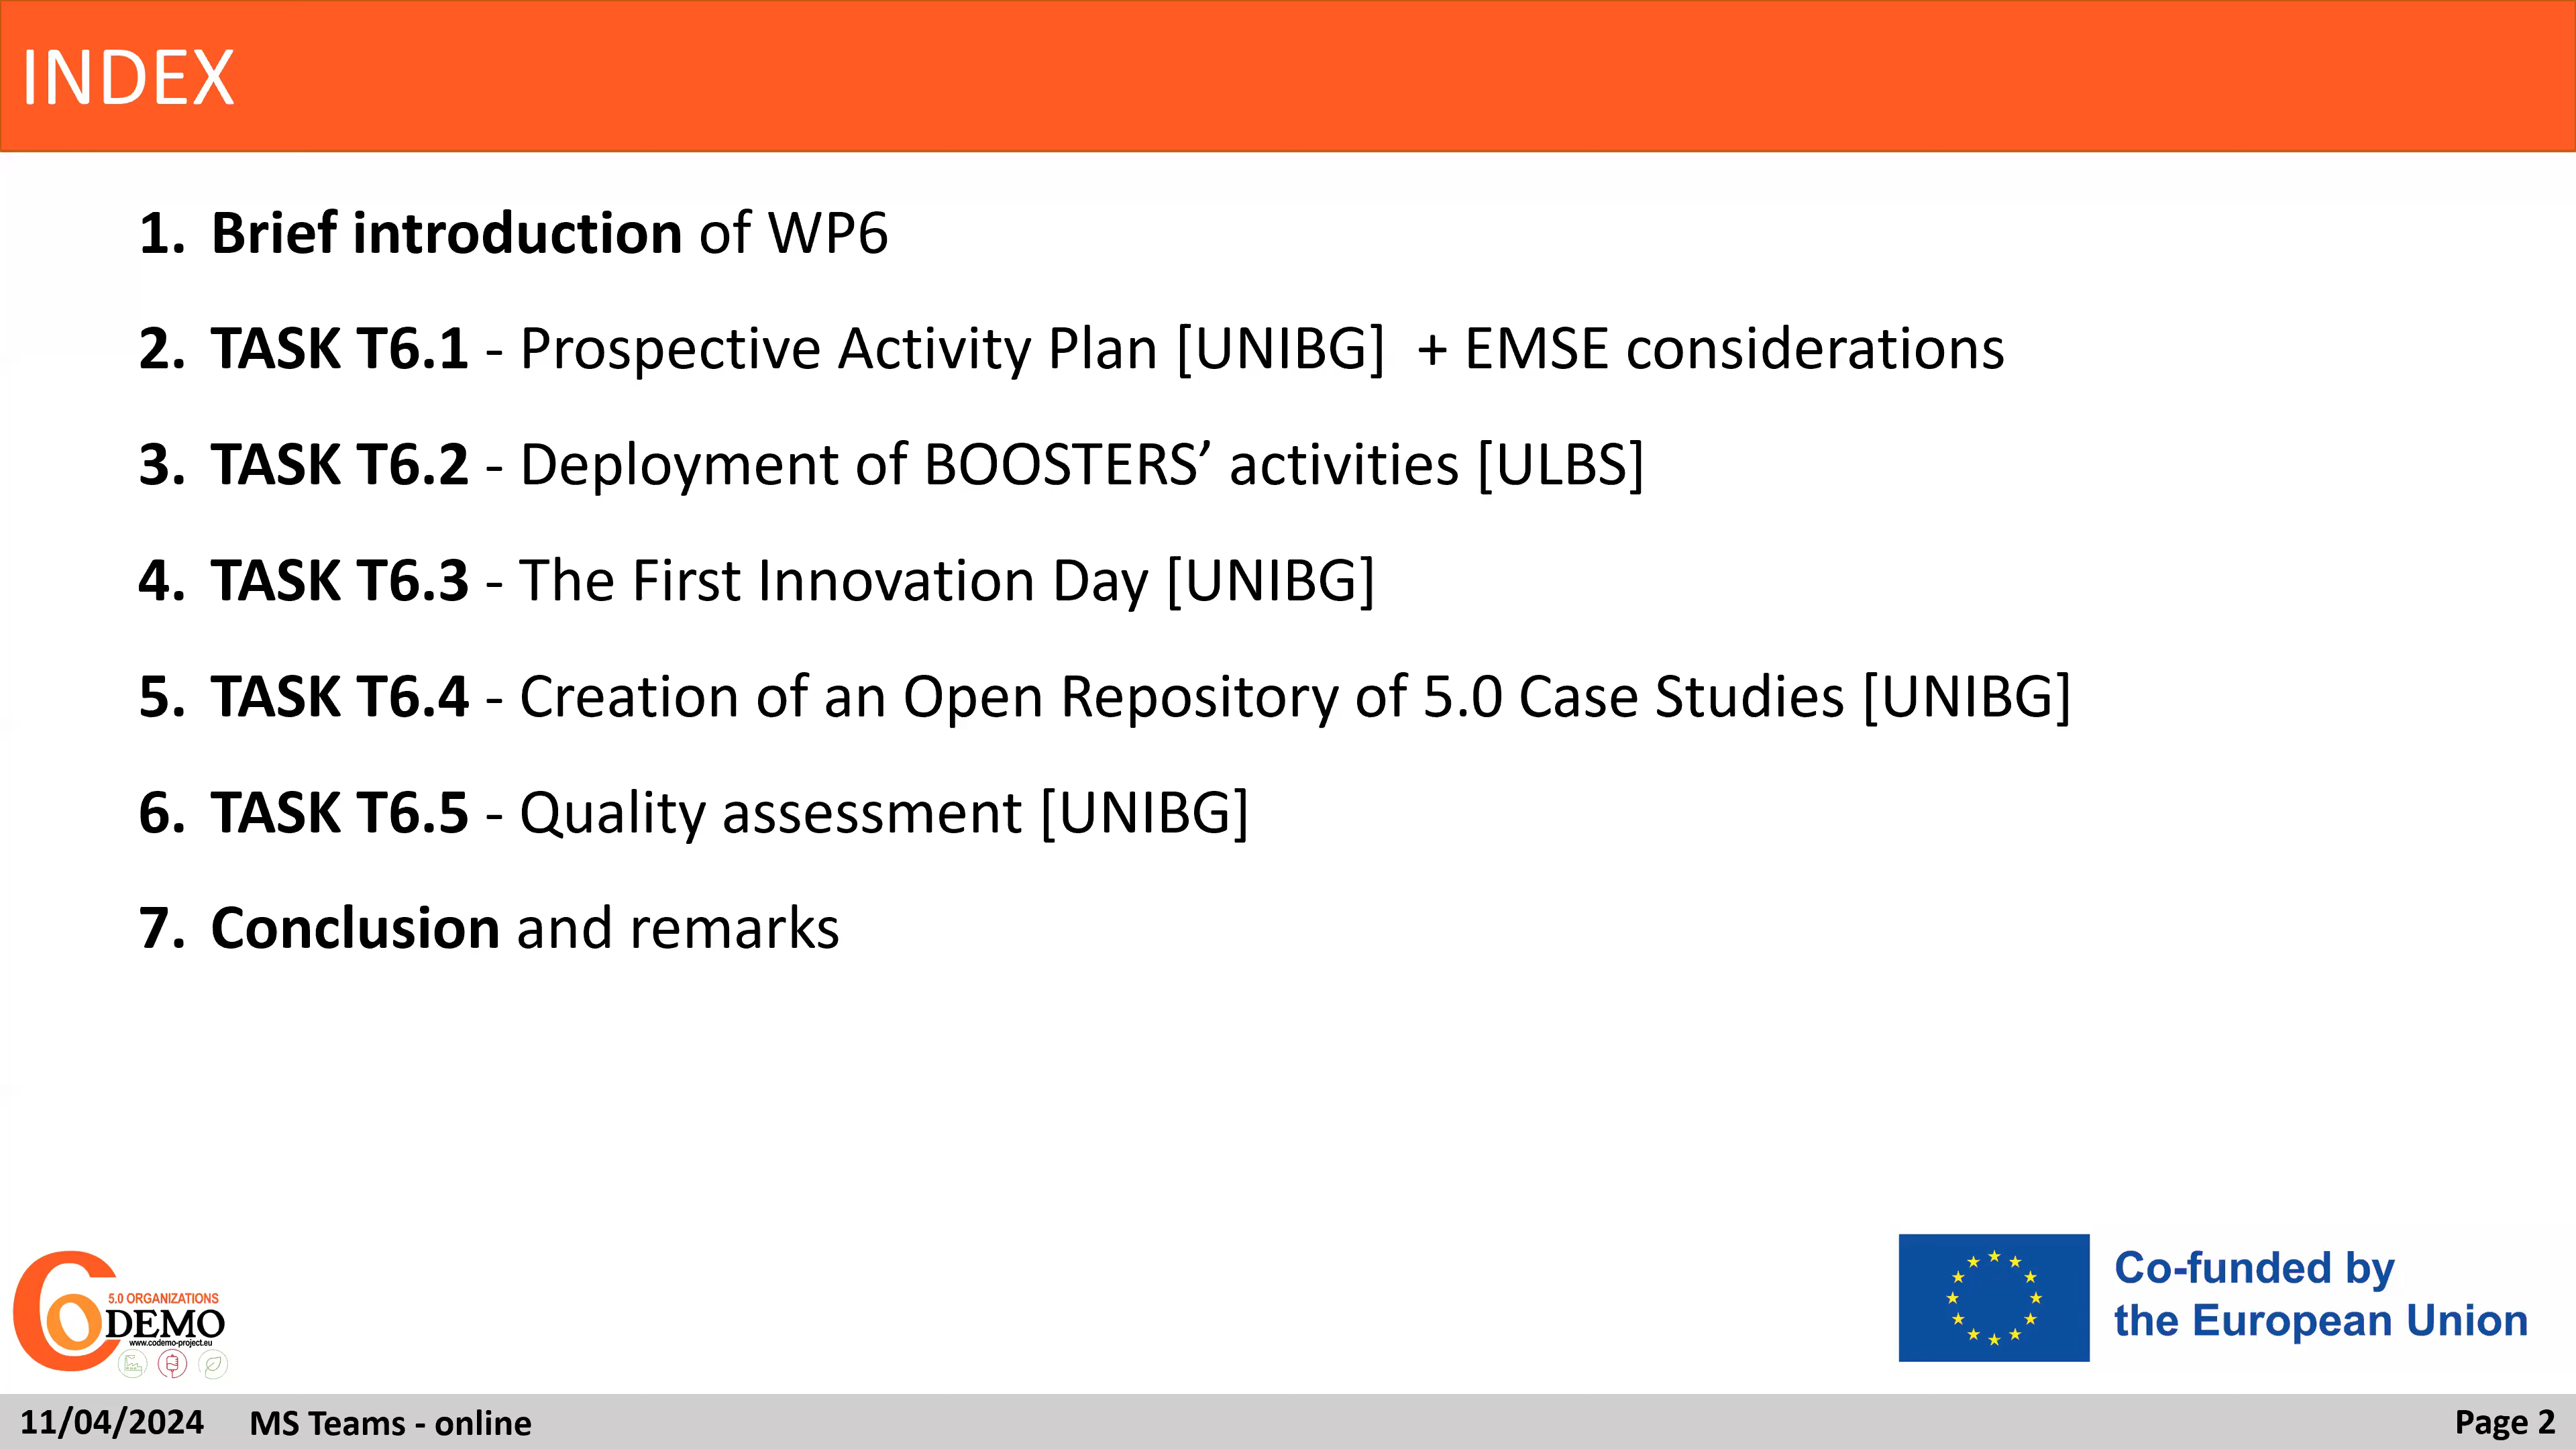 INDEX
1. Brief introduction of WP6
2. TASK T6.1 - Prospective Activity Plan [UNIBG] + EMSE considerations
3. TASK T6.2 - Deployment of BOOSTERS’ activities [ULBS]
4. TASK T6.3 - The First Innovation Day [UNIBG]
5. TASK T6.4 - Creation of an Open Repository of 5.0 Case Studies [UNIBG]
6. TASK T6.5 - Quality assessment [UNIBG]
7. Conclusion and remarks
5.0 ORGANIZATIONS
DEMO
www.codemo-project.eu
Co-funded by
the European Union
11/04/2024 MS Teams - online Page 2